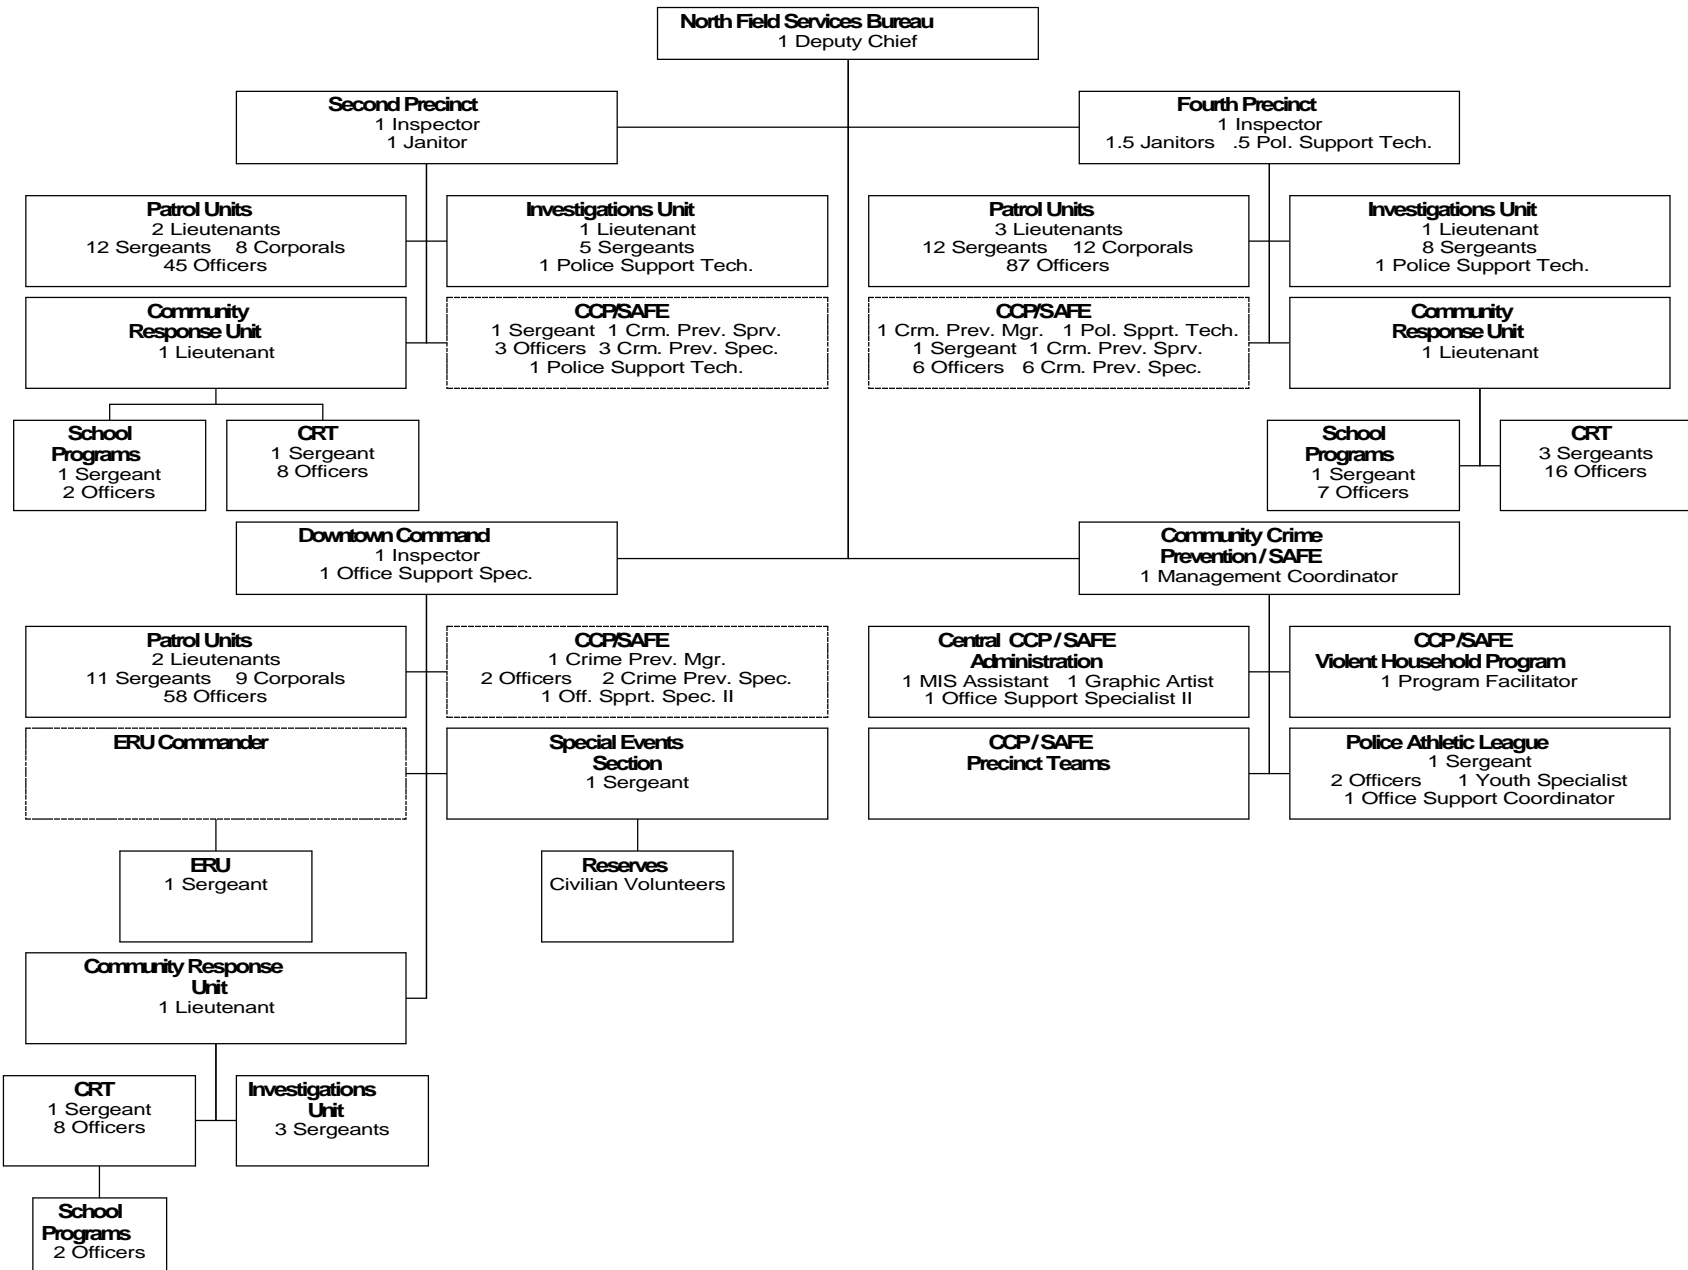 North Field Services Bureau
1 Deputy Chief
Second Precinct
1 Inspector
1 Janitor
Fourth Precinct
1 Inspector
1.5 Janitors .5 Pol. Support Tech.
Patrol Units
2 Lieutenants
12 Sergeants 8 Corporals
45 Officers
Investigations Unit
1 Lieutenant
5 Sergeants
1 Police Support Tech.
Patrol Units
3 Lieutenants
12 Sergeants 12 Corporals
87 Officers
Investigations Unit
1 Lieutenant
8 Sergeants
1 Police Support Tech.
Community
Response Unit
1 Lieutenant
CCP/SAFE
1 Sergeant 1 Crm. Prev. Sprv.
3 Officers 3 Crm. Prev. Spec.
1 Police Support Tech.
CCP/SAFE
1 Crm. Prev. Mgr. 1 Pol. Spprt. Tech.
1 Sergeant 1 Crm. Prev. Sprv.
6 Officers 6 Crm. Prev. Spec.
Community
Response Unit
1 Lieutenant
School
Programs
1 Sergeant
2 Officers
CRT
1 Sergeant
8 Officers
School
Programs
1 Sergeant
7 Officers
CRT
3 Sergeants
16 Officers
Downtown Command
1 Inspector
1 Office Support Spec.
Community Crime
Prevention / SAFE
1 Management Coordinator
Patrol Units
2 Lieutenants
11 Sergeants 9 Corporals
58 Officers
CCP/SAFE
1 Crime Prev. Mgr.
2 Officers 2 Crime Prev. Spec.
1 Off. Spprt. Spec. II
Central CCP / SAFE
Administration
1 MIS Assistant 1 Graphic Artist
1 Office Support Specialist II
CCP /SAFE
Violent Household Program
1 Program Facilitator
ERU Commander
Special Events
Section
1 Sergeant
CCP / SAFE
Precinct Teams
Police Athletic League
1 Sergeant
2 Officers 1 Youth Specialist
1 Office Support Coordinator
ERU
1 Sergeant
Reserves
Civilian Volunteers
Community Response
Unit
1 Lieutenant
CRT
1 Sergeant
8 Officers
Investigations
Unit
3 Sergeants
School
Programs
2 Officers